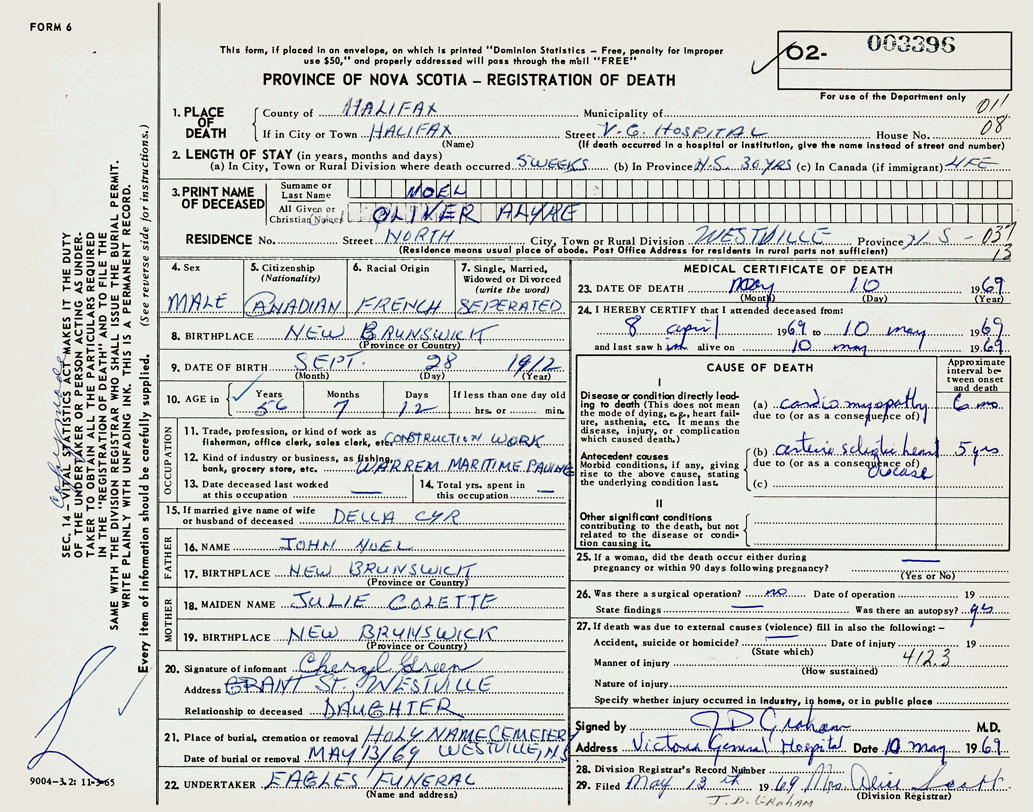 FORM 6
This form, if placed in an envelope, on which is printed "Dominion Statistics – Free, penalty for improper
use $50," and properly addressed will pass through the mail "FREE"
PROVINCE OF NOVA SCOTIA – REGISTRATION OF DEATH
02- 003396
For use of the Department only
011
08
1. PLACE OF DEATH County of HALIFAX Municipality of
If in City or Town HALIFAX Street V.G. HOSPITAL House No.
(Name) (If death occurred in a hospital or institution, give the name instead of street and number)
2. LENGTH OF STAY (in years, months and days)
(a) In City, Town or Rural Division where death occurred 5 WEEKS (b) In Province N.S. 30 YRS (c) In Canada (if immigrant) LIFE
3. PRINT NAME OF DECEASED Surname or Last Name NOEL
All Given or Christian Names OLIVER
RESIDENCE No. Street NORTH City, Town or Rural Division WESTVILLE Province N.S - 037
13
(Residence means usual place of abode. Post Office Address for residents in rural parts not sufficient)
4. Sex MALE
5. Citizenship (Nationality) CANADIAN
6. Racial Origin FRENCH
7. Single, Married, Widowed or Divorced (write the word) SEPERATED
8. BIRTHPLACE NEW BRUNSWICK
(Province or Country)
9. DATE OF BIRTH SEPT. 28 1912
(Month) (Day) (Year)
10. AGE in Years 56 Months 7 Days 12 If less than one day old hrs. or min.
OCCUPATION
11. Trade, profession, or kind of work as
fisherman, office clerk, sales clerk, etc. CONSTRUCTION WORK
12. Kind of industry or business, as fishing,
bank, grocery store, etc. WARREM MARITIME PAVING
13. Date deceased last worked at this occupation —
14. Total yrs. spent in this occupation —
15. If married give name of wife or husband of deceased DELLA CYR
FATHER
16. NAME JOHN NOEL
17. BIRTHPLACE NEW BRUNSWICK
(Province or Country)
MOTHER
18. MAIDEN NAME JULIE COLETTE
19. BIRTHPLACE NEW BRUNSWICK
(Province or Country)
20. Signature of informant Cheryl Green
Address GRANT ST., WESTVILLE
Relationship to deceased DAUGHTER
21. Place of burial, cremation or removal HOLY NAME CEMETERY
Date of burial or removal MAY 13/69 WESTVILLE, NS
22. UNDERTAKER EAGLES FUNERAL
(Name and address)
MEDICAL CERTIFICATE OF DEATH
23. DATE OF DEATH May 10 1969
(Month) (Day) (Year)
24. I HEREBY CERTIFY that I attended deceased from:
8 april 1969 to 10 may 1969
and last saw him alive on 10 may 1969
CAUSE OF DEATH
Approximate interval between onset and death
I
Disease or condition directly leading to death (This does not mean the mode of dying, e.g., heart failure, asthenia, etc. It means the disease, injury, or complication which caused death.)
(a) cardio myopathy 6 mo
due to (or as a consequence of)
Antecedent causes
Morbid conditions, if any, giving rise to the above cause, stating the underlying condition last.
(b) heart 5 yrs
due to (or as a consequence of)
disease
(c)
II
Other significant conditions
contributing to the death, but not related to the disease or condition causing it.
25. If a woman, did the death occur either during
pregnancy or within 90 days following pregnancy? —
(Yes or No)
26. Was there a surgical operation? no Date of operation 19
State findings — Was there an autopsy? yes
27. If death was due to external causes (violence) fill in also the following:–
Accident, suicide or homicide? — Date of injury 19
(State which)
Manner of injury 412.3
(How sustained)
Nature of injury
Specify whether injury occurred in industry, in home, or in public place
Signed by J D Graham M.D.
Address Victoria General Hospital Date 10 may 1969
28. Division Registrar's Record Number
29. Filed May 13 th 1969 Mrs. Alice Scott
(Division Registrar)
J. D. GRAHAM
SEC. 14 – VITAL STATISTICS ACT MAKES IT THE DUTY
OF THE UNDERTAKER OR PERSON ACTING AS UNDER-
TAKER TO OBTAIN ALL THE PARTICULARS REQUIRED
IN THE "REGISTRATION OF DEATH" AND TO FILE THE
SAME WITH THE DIVISION REGISTRAR WHO SHALL ISSUE THE BURIAL PERMIT.
WRITE PLAINLY WITH UNFADING INK. THIS IS A PERMANENT RECORD.
Every item of information should be carefully supplied. (See reverse side for instructions.)
9004-3.2: 11-3-65